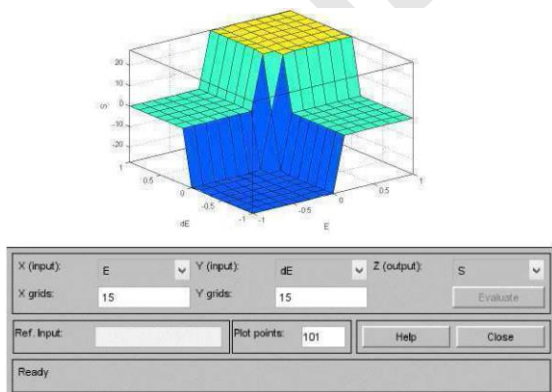 20
10
0
-10
-20
S
1
0.5
0
-0.5
-1
dE
-1
-0.5
0
0.5
1
E
X (input): E Y (input): dE Z (output): S
X grids: 15 Y grids: 15 Evaluate
Ref. Input: Plot points: 101 Help Close
Ready